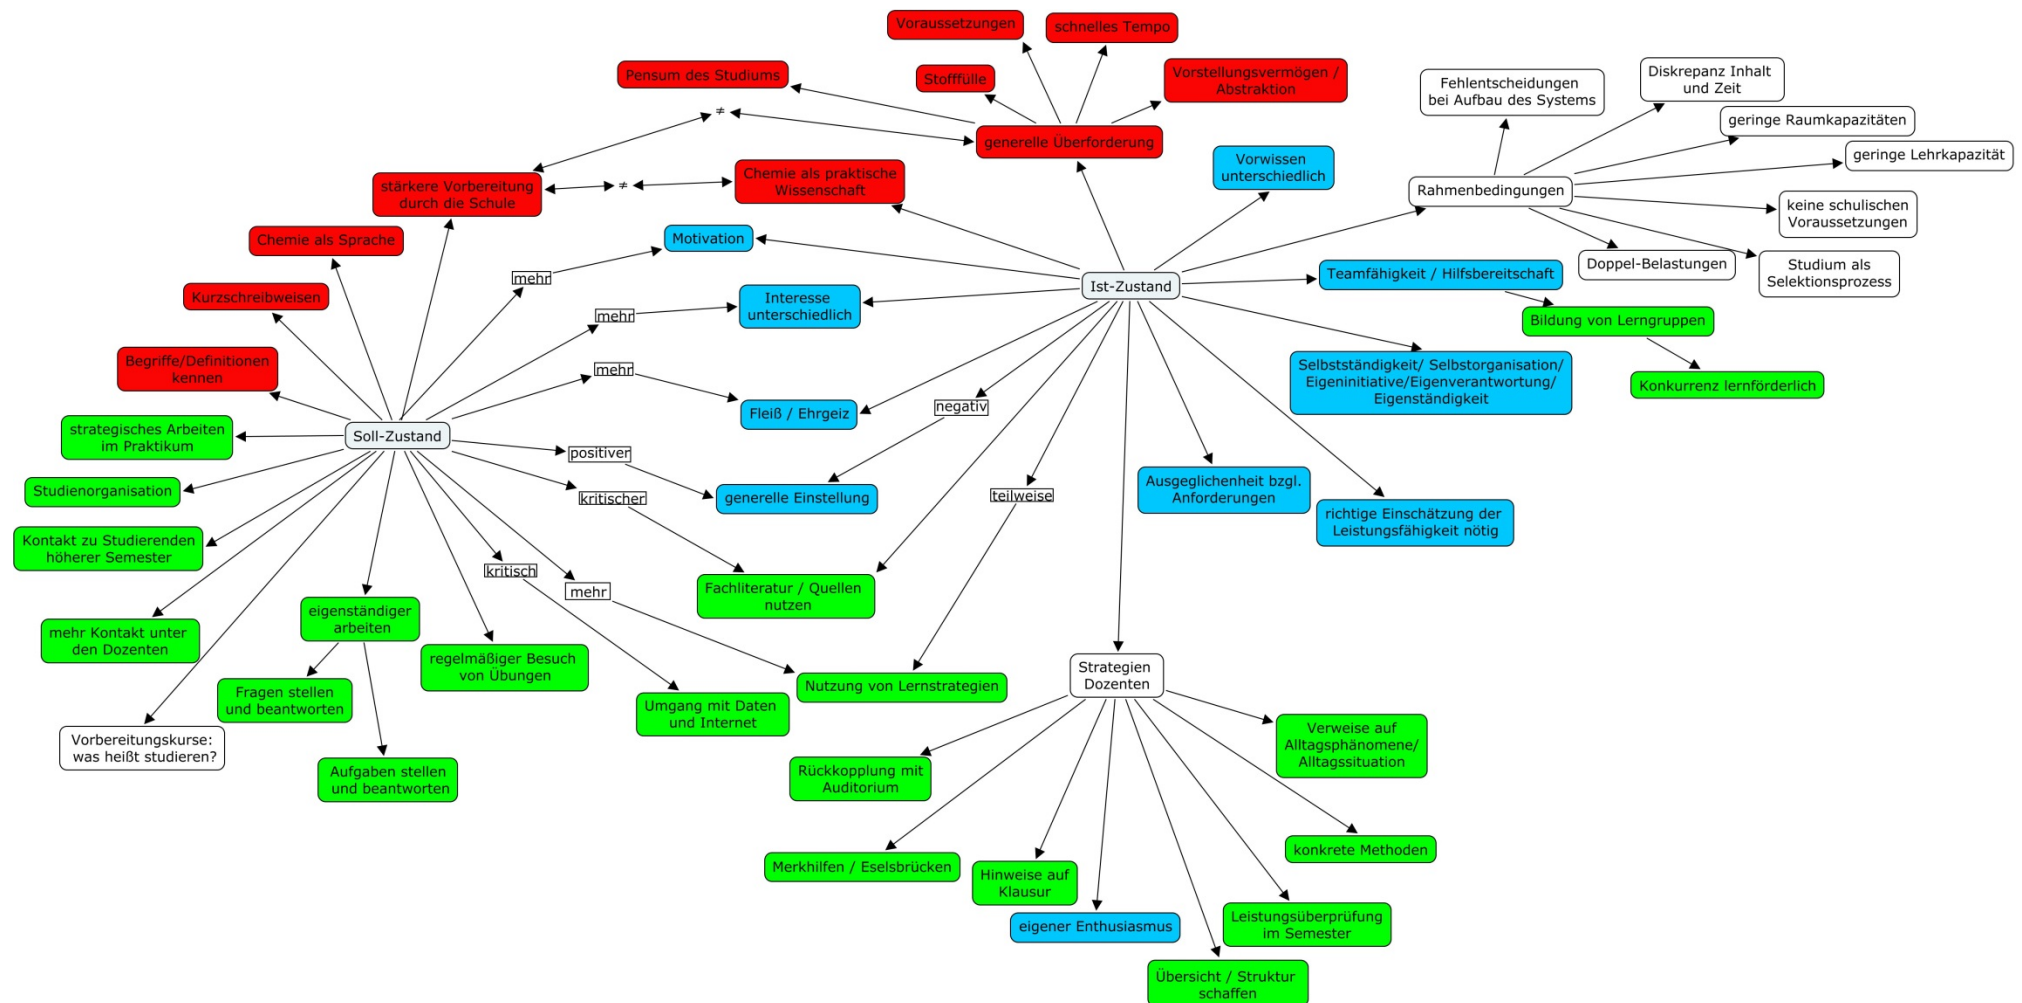 Voraussetzungen
schnelles Tempo
Pensum des Studiums
Stofffülle
Vorstellungsvermögen /
Abstraktion
Fehlentscheidungen
bei Aufbau des Systems
Diskrepanz Inhalt
und Zeit
≠
generelle Überforderung
geringe Raumkapazitäten
geringe Lehrkapazität
Vorwissen
unterschiedlich
stärkere Vorbereitung
durch die Schule
≠
Chemie als praktische
Wissenschaft
Rahmenbedingungen
keine schulischen
Voraussetzungen
Chemie als Sprache
Motivation
Doppel-Belastungen
Studium als
Selektionsprozess
mehr
Ist-Zustand
Teamfähigkeit / Hilfsbereitschaft
Kurzschreibweisen
mehr
Interesse
unterschiedlich
Bildung von Lerngruppen
Begriffe/Definitionen
kennen
mehr
Selbstständigkeit/ Selbstorganisation/
Eigeninitiative/Eigenverantwortung/
Eigenständigkeit
Konkurrenz lernförderlich
Fleiß / Ehrgeiz
negativ
strategisches Arbeiten
im Praktikum
Soll-Zustand
positiver
Studienorganisation
kritischer
generelle Einstellung
teilweise
Ausgeglichenheit bzgl.
Anforderungen
richtige Einschätzung der
Leistungsfähigkeit nötig
Kontakt zu Studierenden
höherer Semester
kritisch
mehr
Fachliteratur / Quellen
nutzen
mehr Kontakt unter
den Dozenten
eigenständiger
arbeiten
regelmäßiger Besuch
von Übungen
Strategien
Dozenten
Fragen stellen
und beantworten
Nutzung von Lernstrategien
Umgang mit Daten
und Internet
Vorbereitungskurse:
was heißt studieren?
Aufgaben stellen
und beantworten
Rückkopplung mit
Auditorium
Verweise auf
Alltagsphänomene/
Alltagssituation
Merkhilfen / Eselsbrücken
Hinweise auf
Klausur
konkrete Methoden
eigener Enthusiasmus
Leistungsüberprüfung
im Semester
Übersicht / Struktur
schaffen